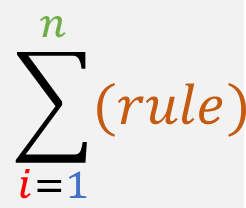 n
∑(rule)
i=1